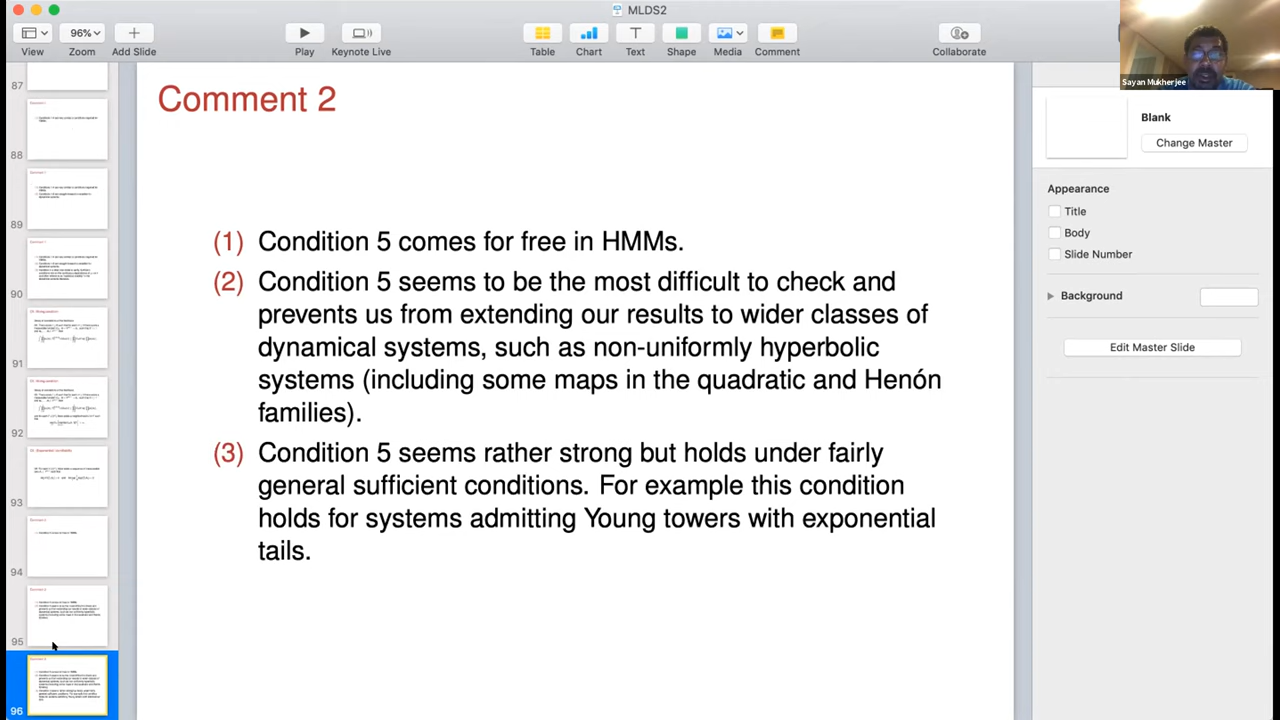 MLDS2
View
96%
Zoom
Add Slide
Play
Keynote Live
Table
Chart
Text
Shape
Media
Comment
Collaborate
Sayan Mukherjee
Comment 2
(1) Condition 5 comes for free in HMMs.
(2) Condition 5 seems to be the most difficult to check and
prevents us from extending our results to wider classes of
dynamical systems, such as non-uniformly hyperbolic
systems (including some maps in the quadratic and Henón
families).
(3) Condition 5 seems rather strong but holds under fairly
general sufficient conditions. For example this condition
holds for systems admitting Young towers with exponential
tails.
87
88
89
90
91
92
93
94
95
96
Blank
Change Master
Appearance
Title
Body
Slide Number
Background
Edit Master Slide